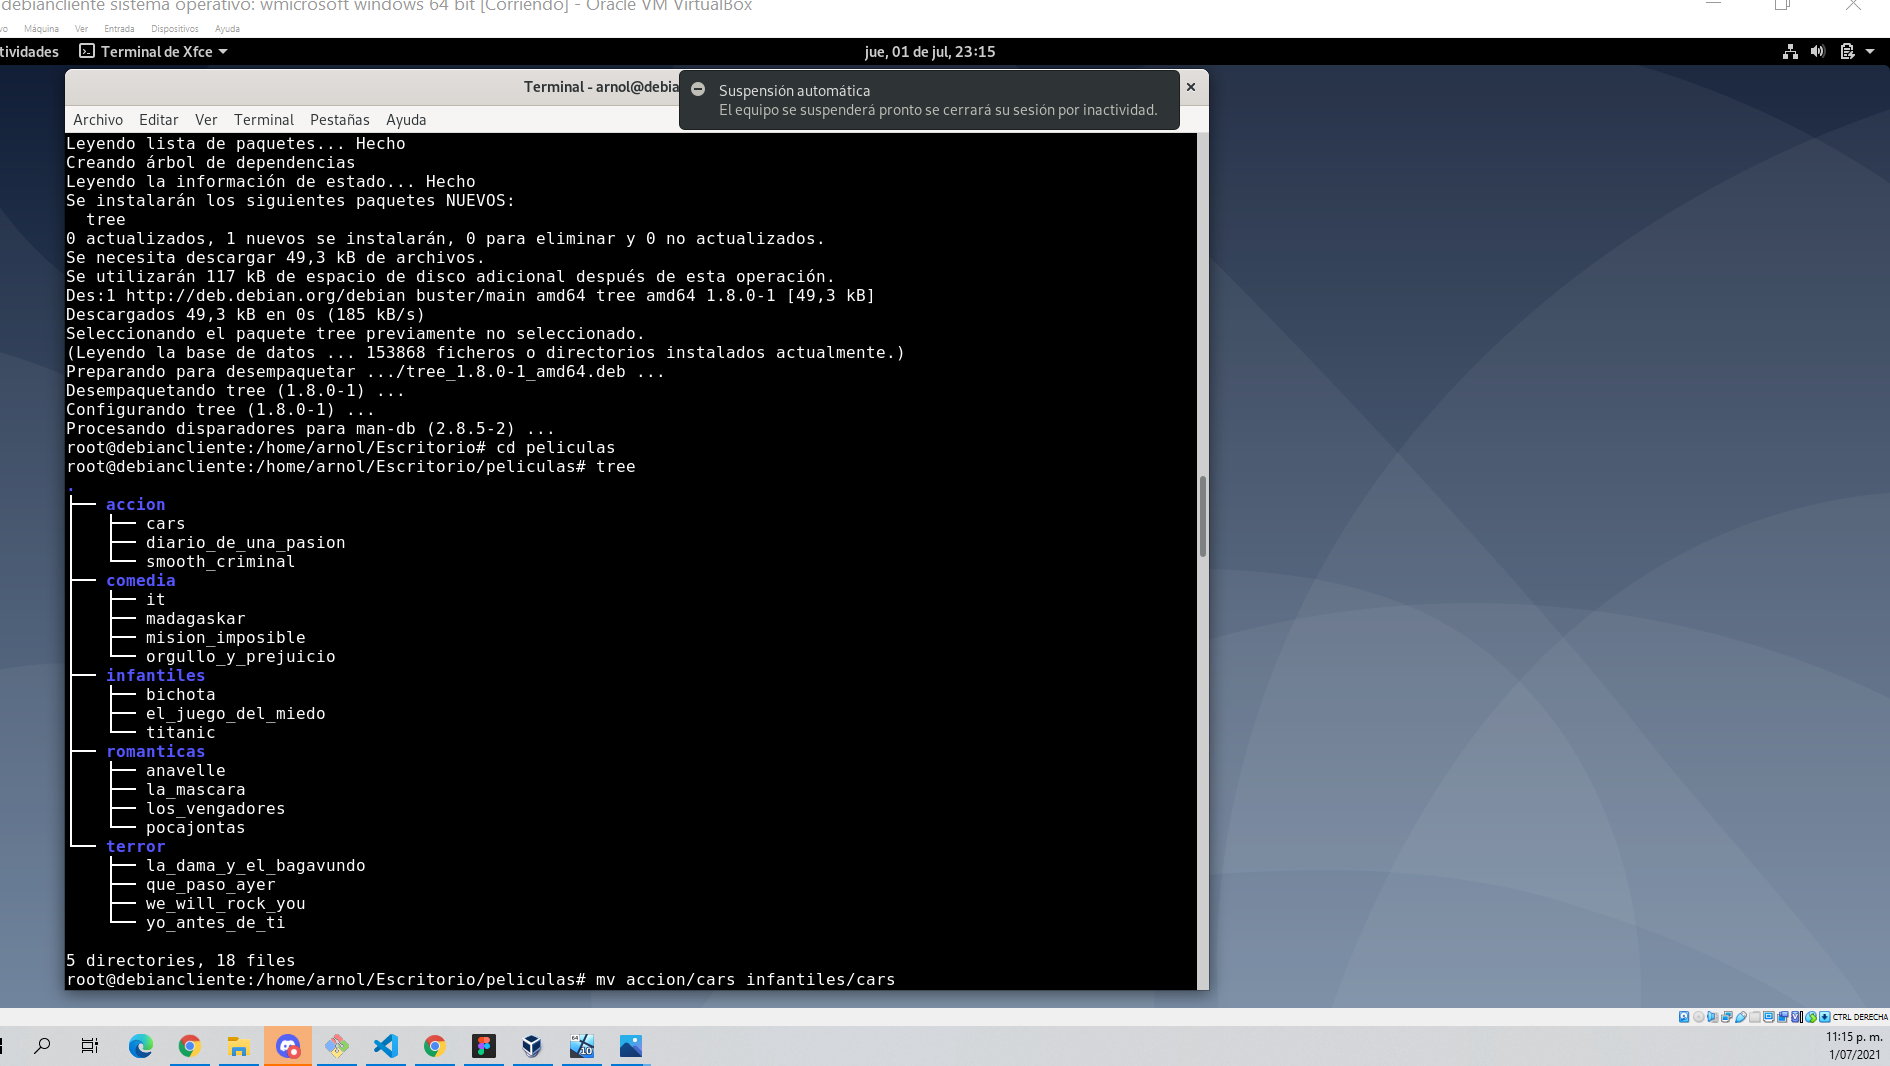 debiancliente sistema operativo: wmicrosoft windows 64 bit [Corriendo] - Oracle VM VirtualBox
vo Máquina Ver Entrada Dispositivos Ayuda
tividades Terminal de Xfce jue, 01 de jul, 23:15
Terminal - arnol@debia
Suspensión automática
El equipo se suspenderá pronto se cerrará su sesión por inactividad.
Archivo Editar Ver Terminal Pestañas Ayuda
Leyendo lista de paquetes... Hecho
Creando árbol de dependencias
Leyendo la información de estado... Hecho
Se instalarán los siguientes paquetes NUEVOS:
  tree
0 actualizados, 1 nuevos se instalarán, 0 para eliminar y 0 no actualizados.
Se necesita descargar 49,3 kB de archivos.
Se utilizarán 117 kB de espacio de disco adicional después de esta operación.
Des:1 http://deb.debian.org/debian buster/main amd64 tree amd64 1.8.0-1 [49,3 kB]
Descargados 49,3 kB en 0s (185 kB/s)
Seleccionando el paquete tree previamente no seleccionado.
(Leyendo la base de datos ... 153868 ficheros o directorios instalados actualmente.)
Preparando para desempaquetar .../tree_1.8.0-1_amd64.deb ...
Desempaquetando tree (1.8.0-1) ...
Configurando tree (1.8.0-1) ...
Procesando disparadores para man-db (2.8.5-2) ...
root@debiancliente:/home/arnol/Escritorio# cd peliculas
root@debiancliente:/home/arnol/Escritorio/peliculas# tree
.
├── accion
│   ├── cars
│   ├── diario_de_una_pasion
│   └── smooth_criminal
├── comedia
│   ├── it
│   ├── madagaskar
│   ├── mision_imposible
│   └── orgullo_y_prejuicio
├── infantiles
│   ├── bichota
│   ├── el_juego_del_miedo
│   └── titanic
├── romanticas
│   ├── anavelle
│   ├── la_mascara
│   ├── los_vengadores
│   └── pocajontas
└── terror
    ├── la_dama_y_el_bagavundo
    ├── que_paso_ayer
    ├── we_will_rock_you
    └── yo_antes_de_ti
5 directories, 18 files
root@debiancliente:/home/arnol/Escritorio/peliculas# mv accion/cars infantiles/cars
CTRL DERECHA
11:15 p. m.
1/07/2021